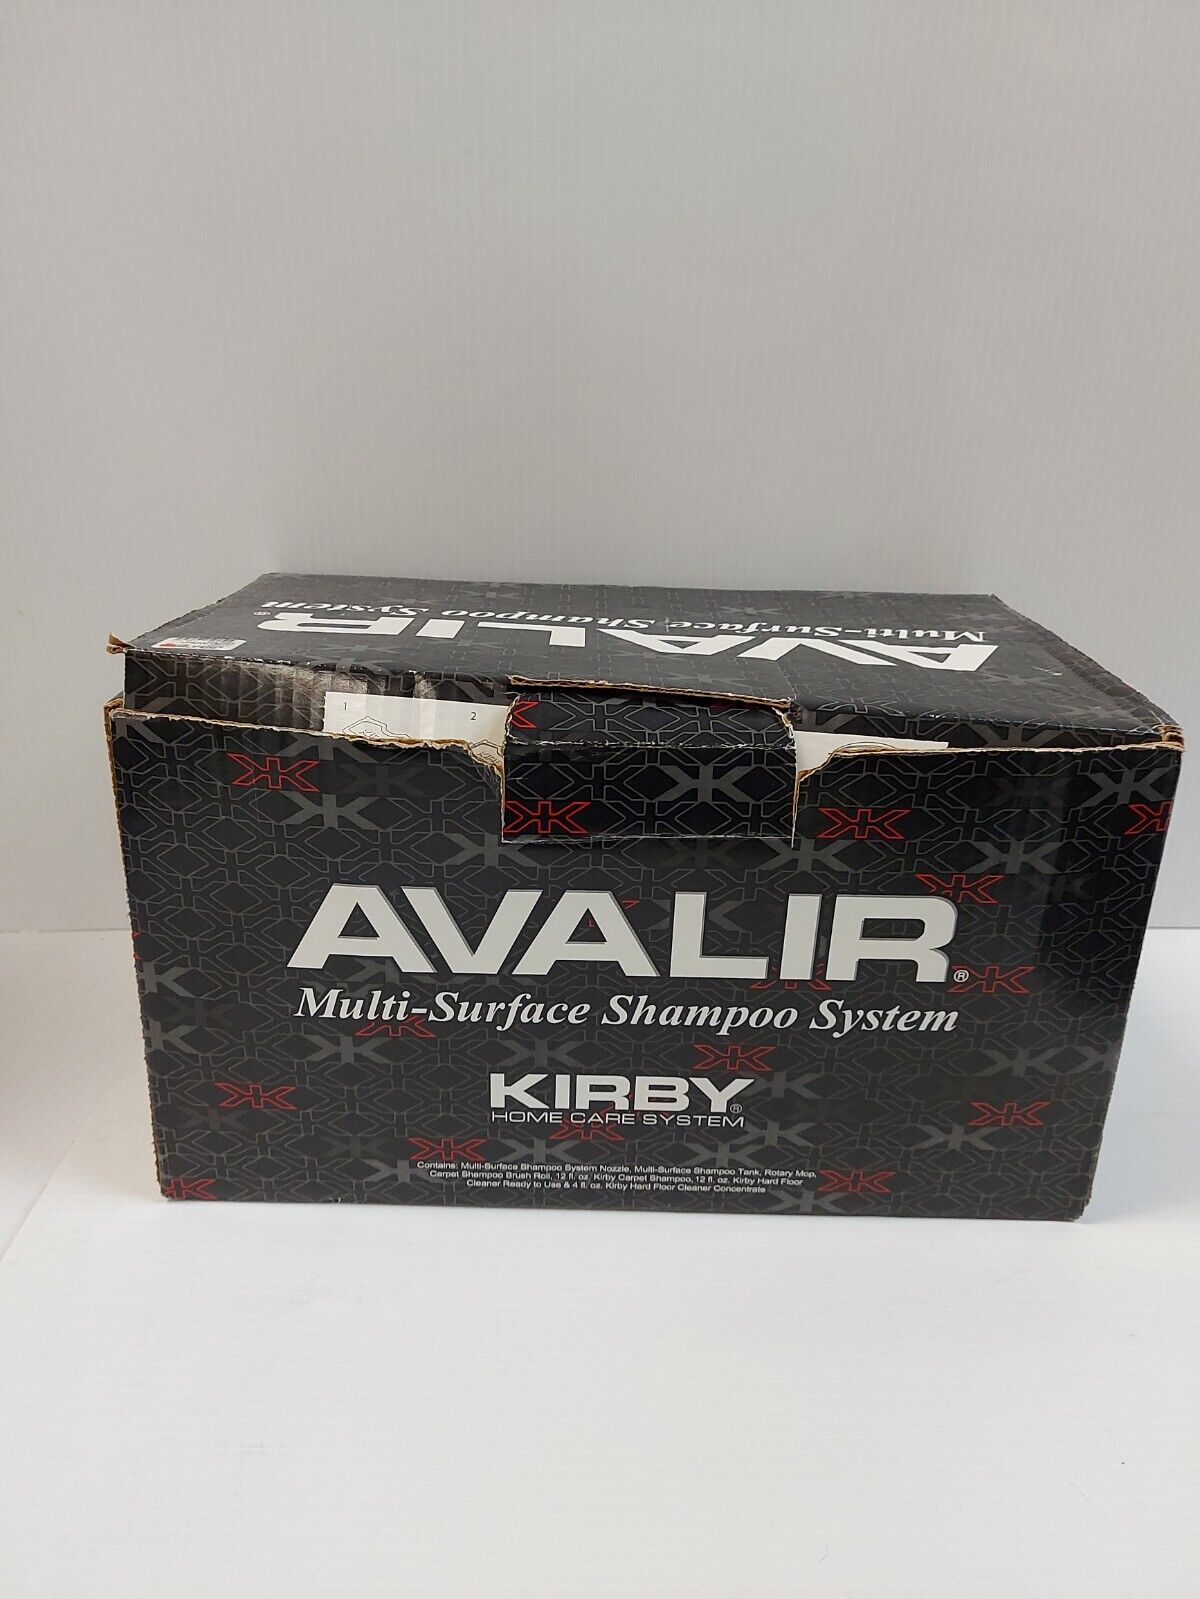 AVALIR®
Multi-Surface Shampoo System
1 2
AVALIR®
Multi-Surface Shampoo System
KIRBY®
HOME CARE SYSTEM
Contains: Multi-Surface Shampoo System Nozzle, Multi-Surface Shampoo Tank, Rotary Mop,
Carpet Shampoo Brush Roll, 12 fl. oz. Kirby Carpet Shampoo, 12 fl. oz. Kirby Hard Floor
Cleaner Ready to Use & 4 fl. oz. Kirby Hard Floor Cleaner Concentrate